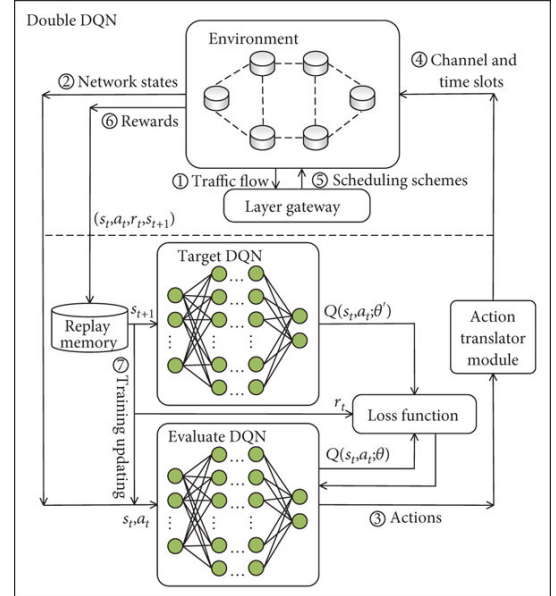 Double DQN
Environment
④ Channel and
time slots
② Network states
⑥ Rewards
① Traffic flow
⑤ Scheduling schemes
Layer gateway
(s_t,a_t,r_t,s_{t+1})
Target DQN
s_{t+1}
Q(s_t,a_t;θ′)
Replay
memory
Action
translator
module
⑦ Training updating
r_t
Loss function
Evaluate DQN
Q(s_t,a_t;θ)
s_t,a_t
③ Actions